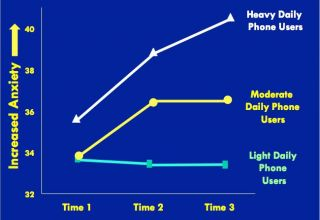 Heavy Daily
Phone Users
40
38
Increased Anxiety
Moderate
Daily Phone
Users
36
34
Light Daily
Phone
Users
32
Time 1
Time 2
Time 3